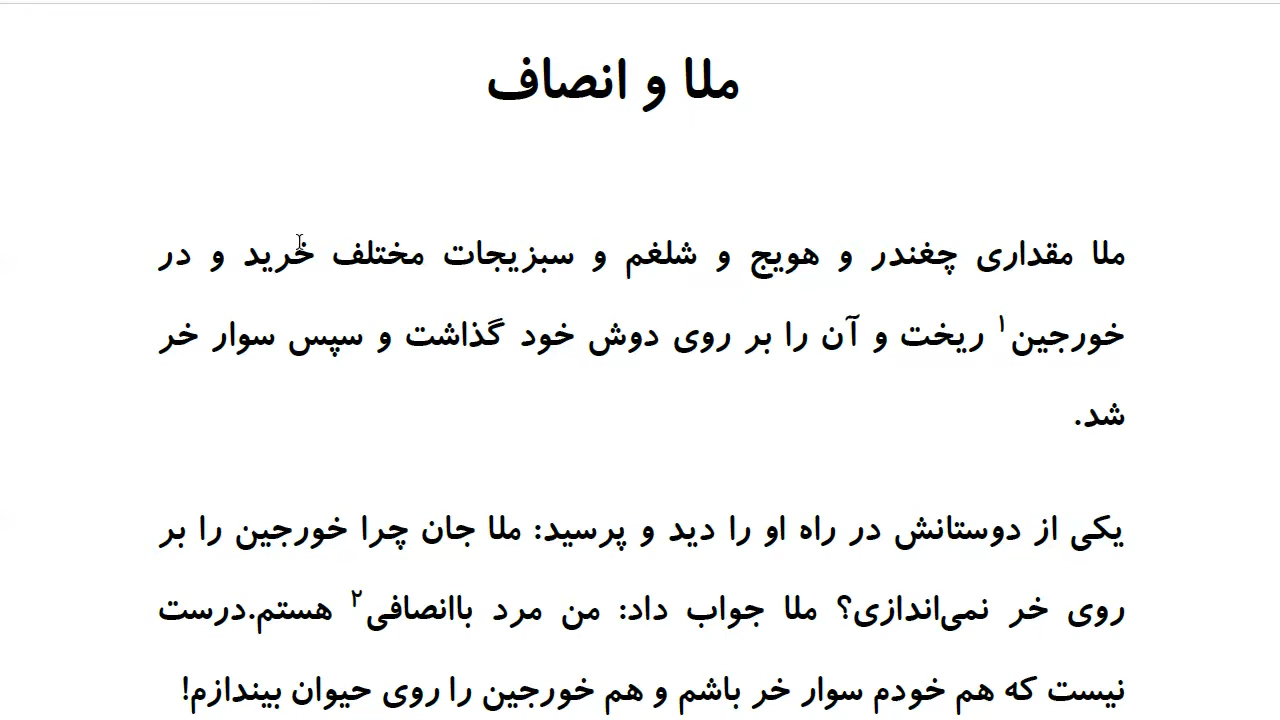 ملا و انصاف
ملا مقداری چغندر و هویج و شلغم و سبزیجات مختلف خرید و در
خورجین۱ ریخت و آن را بر روی دوش خود گذاشت و سپس سوار خر
شد.
یکی از دوستانش در راه او را دید و پرسید: ملا جان چرا خورجین را بر
روی خر نمی‌اندازی؟ ملا جواب داد: من مرد باانصافی۲ هستم.درست
نیست که هم خودم سوار خر باشم و هم خورجین را روی حیوان بیندازم!